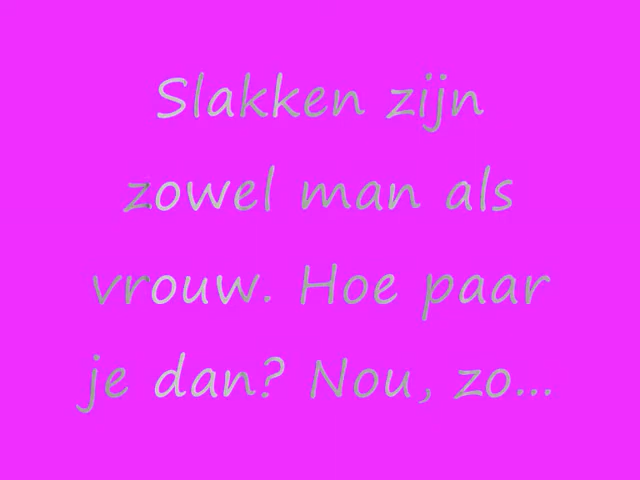 Slakken zijn
zowel man als
vrouw. Hoe paar
je dan? Nou, zo...